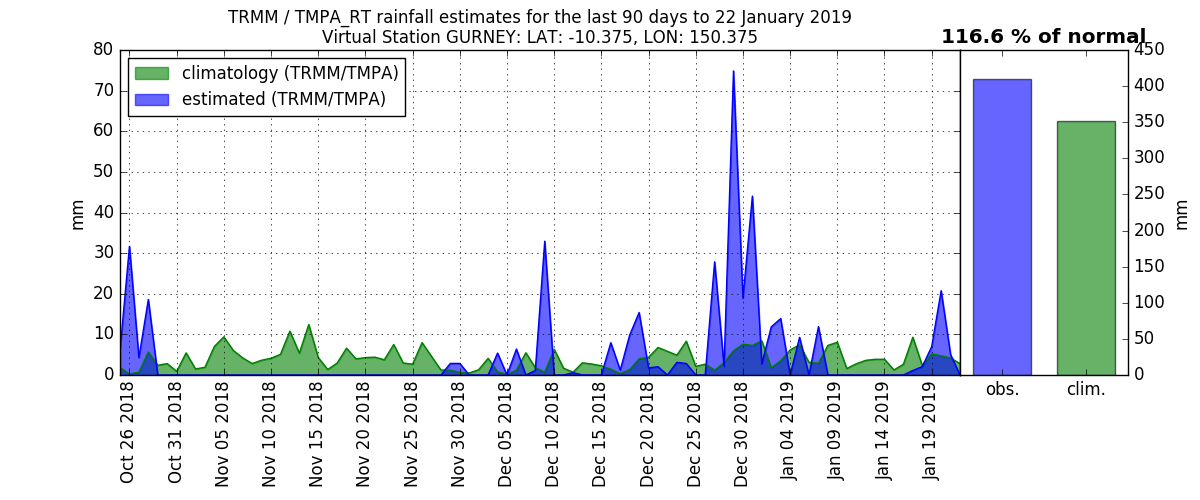 TRMM / TMPA_RT rainfall estimates for the last 90 days to 22 January 2019
Virtual Station GURNEY: LAT: -10.375, LON: 150.375
116.6 % of normal
climatology (TRMM/TMPA)
estimated (TRMM/TMPA)
80
70
60
50
40
30
20
10
0
mm
Oct 26 2018
Oct 31 2018
Nov 05 2018
Nov 10 2018
Nov 15 2018
Nov 20 2018
Nov 25 2018
Nov 30 2018
Dec 05 2018
Dec 10 2018
Dec 15 2018
Dec 20 2018
Dec 25 2018
Dec 30 2018
Jan 04 2019
Jan 09 2019
Jan 14 2019
Jan 19 2019
obs.
clim.
450
400
350
300
250
200
150
100
50
0
mm